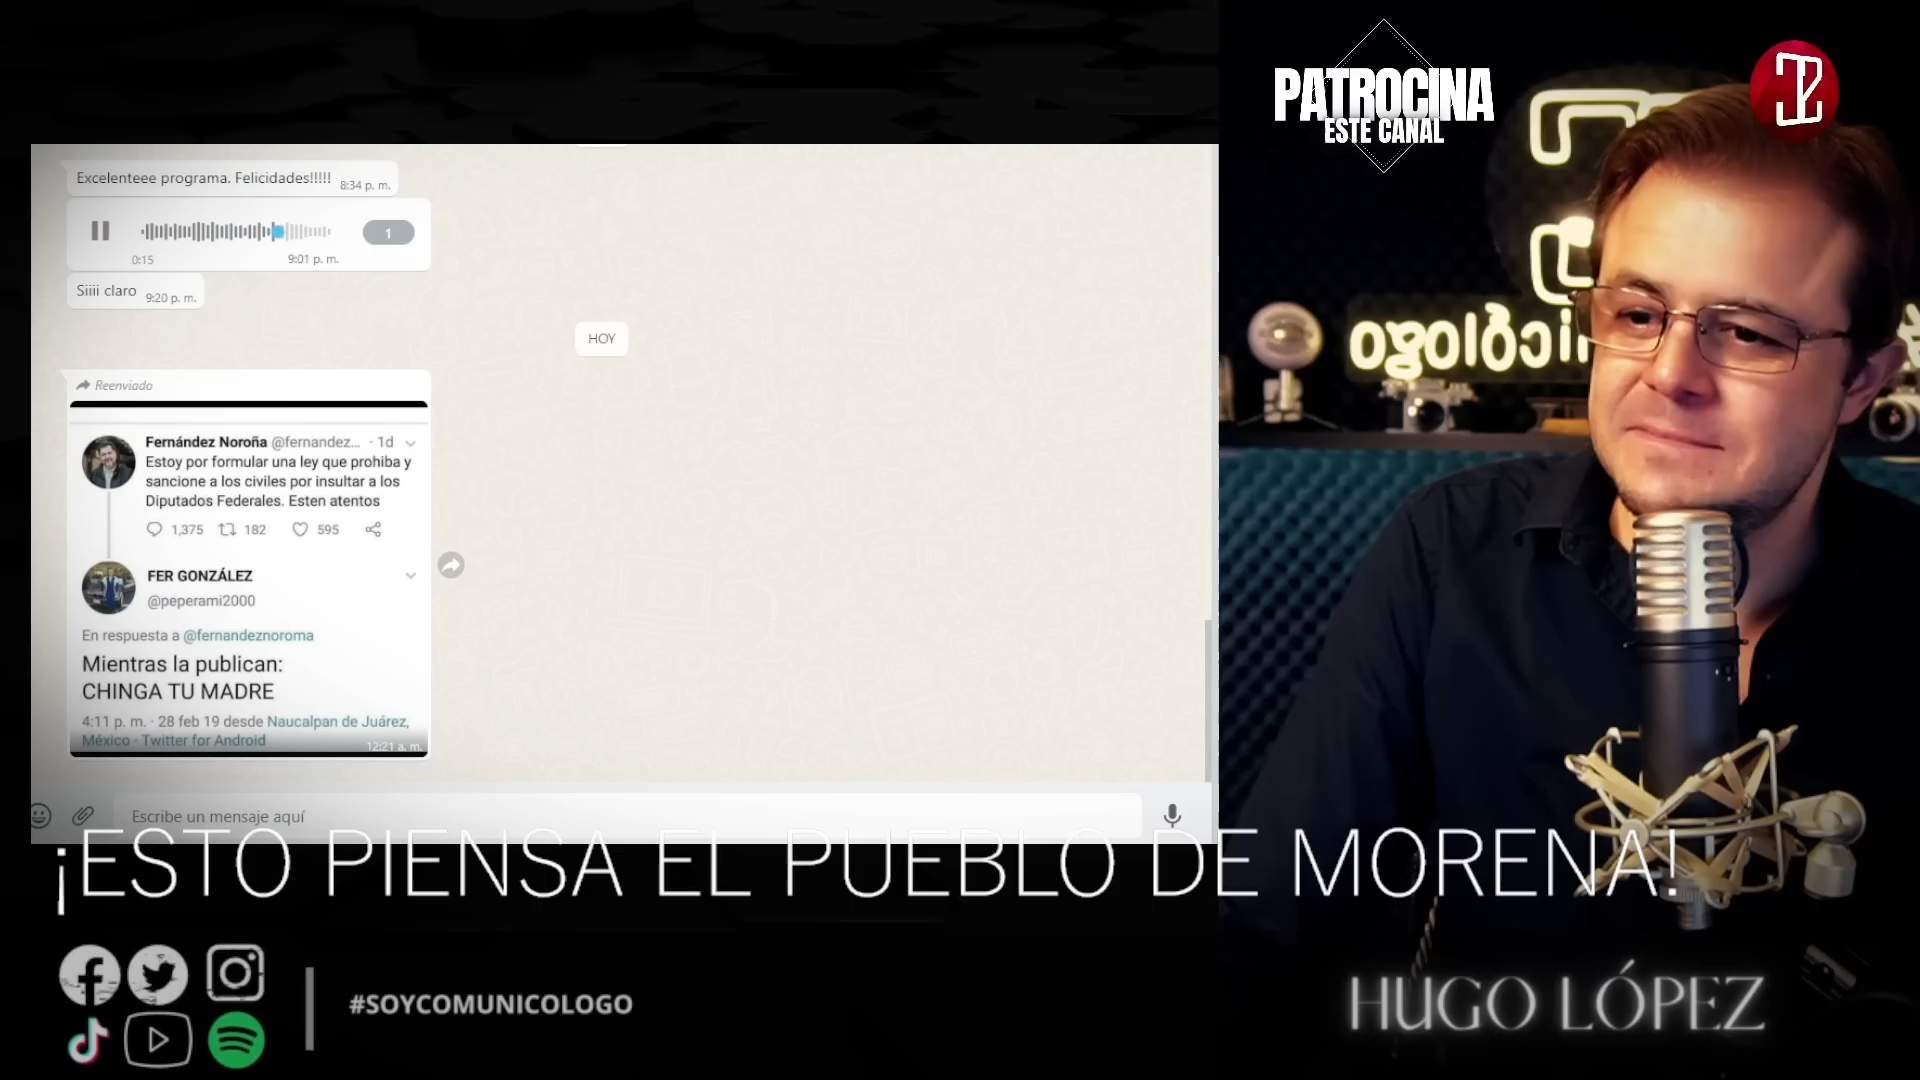 PATROCINA
ESTE CANAL
Excelenteee programa. Felicidades!!!!! 8:34 p. m.
1
0:15 9:01 p. m.
Siiii claro 9:20 p. m.
HOY
Reenviado
Fernández Noroña @fernandez... · 1d
Estoy por formular una ley que prohiba y
sancione a los civiles por insultar a los
Diputados Federales. Esten atentos
1,375 182 595
FER GONZÁLEZ
@peperami2000
En respuesta a @fernandeznoroma
Mientras la publican:
CHINGA TU MADRE
4:11 p. m. · 28 feb 19 desde Naucalpan de Juárez,
México · Twitter for Android
12:21 a. m.
Escribe un mensaje aquí
¡ESTO PIENSA EL PUEBLO DE MORENA!
#SOYCOMUNICOLOGO
HUGO LÓPEZ